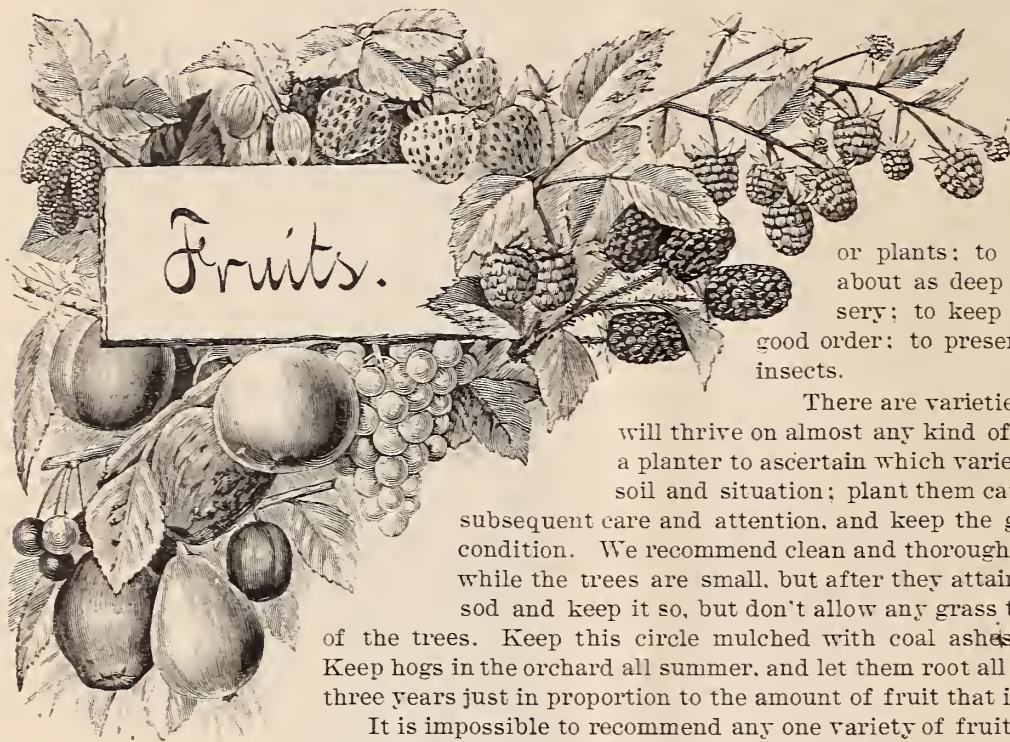 Fruits.
or plants: to
about as deep
sery; to keep
good order: to preser
insects.
There are varietie
will thrive on almost any kind of
a planter to ascertain which varie
soil and situation; plant them ca
subsequent care and attention, and keep the g
condition. We recommend clean and thorough
while the trees are small, but after they attain
sod and keep it so, but don't allow any grass t
of the trees. Keep this circle mulched with coal ashes
Keep hogs in the orchard all summer, and let them root all
three years just in proportion to the amount of fruit that i
It is impossible to recommend any one variety of fruit